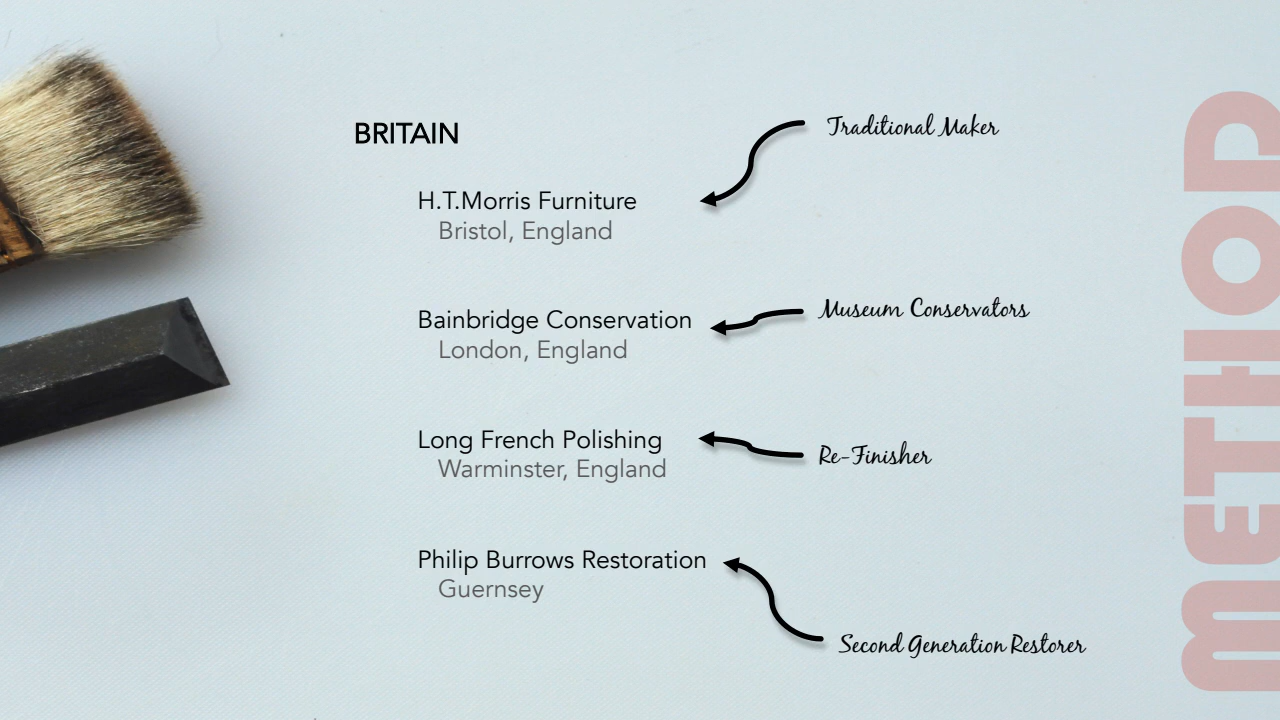 BRITAIN
Traditional Maker
H.T.Morris Furniture
Bristol, England
Museum Conservators
Bainbridge Conservation
London, England
Long French Polishing
Re-Finisher
Warminster, England
Philip Burrows Restoration
Guernsey
Second Generation Restorer
METHOD